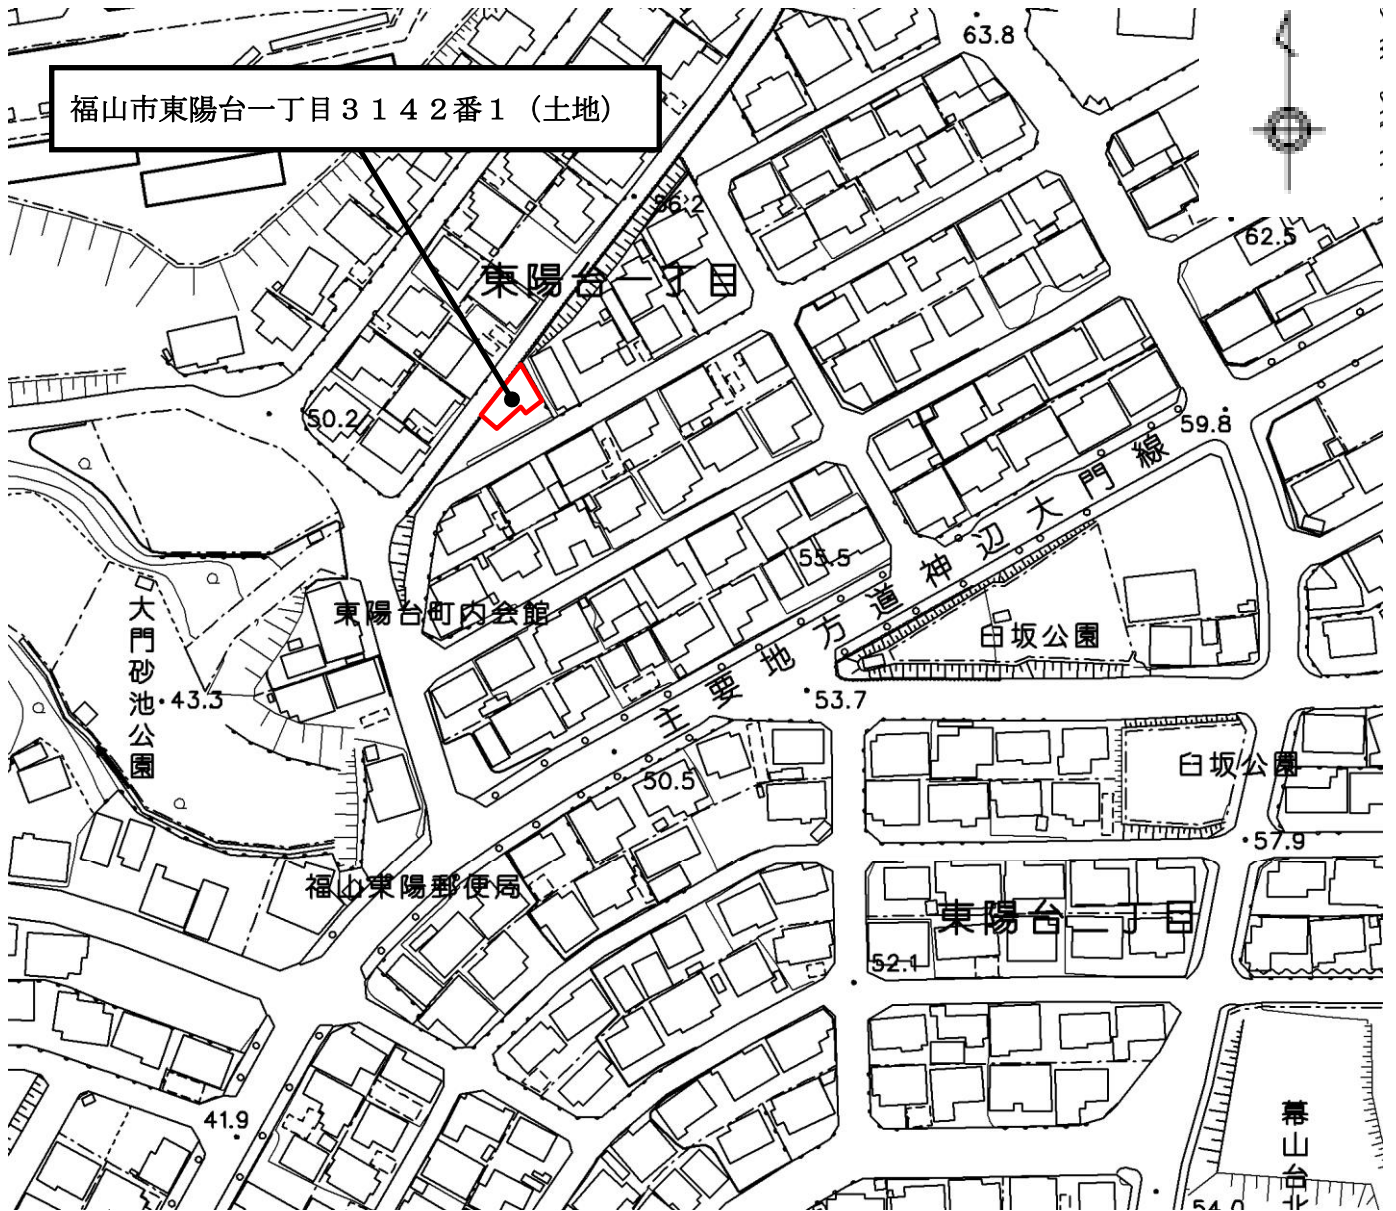 63.8
福山市東陽台一丁目３１４２番１（土地）
56.2
62.5
東陽台一丁目
50.2
59.8
主要地方道神辺大門線
55.5
東陽台町内会館
臼坂公園
大門砂池公園
43.3
53.7
50.5
臼坂公園
57.9
福山東陽郵便局
東陽台二丁目
52.1
41.9
幕山台北
54.0